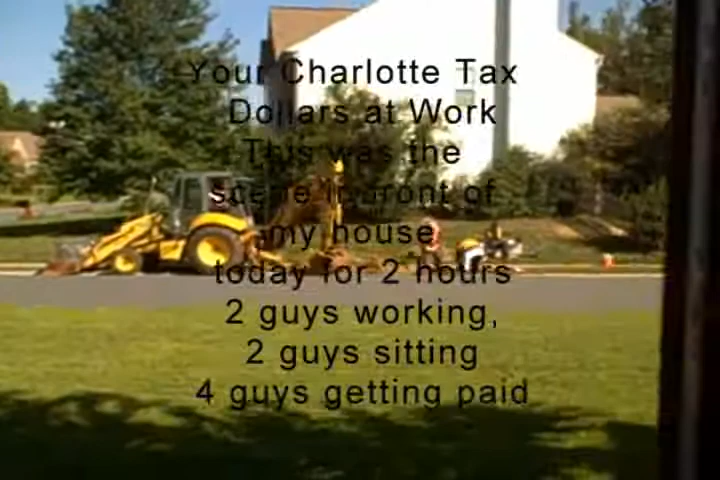 Your Charlotte Tax
Dollars at Work
This was the
scene in front of
my house
today for 2 hours
2 guys working,
2 guys sitting
4 guys getting paid